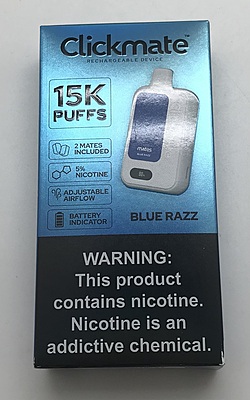 Clickmate™
RECHARGEABLE DEVICE
15K
PUFFS
2 MATES
INCLUDED
5%
NICOTINE
ADJUSTABLE
AIRFLOW
BATTERY
INDICATOR
mates
BLUE RAZZ
WARNING:
This product
contains nicotine.
Nicotine is an
addictive chemical.